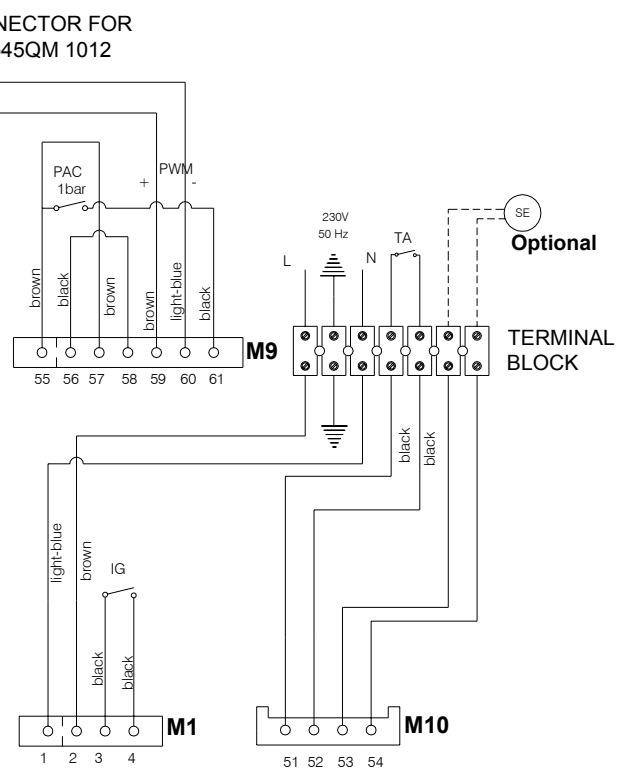 NECTOR FOR
45QM 1012
PAC
1bar
PWM
+
-
brown
black
brown
brown
light-blue
black
M9
55 56 57 58 59 60 61
230V
50 Hz
L
N
TA
SE
Optional
TERMINAL
BLOCK
black
black
light-blue
brown
IG
black
black
M1
1 2 3 4
M10
51 52 53 54